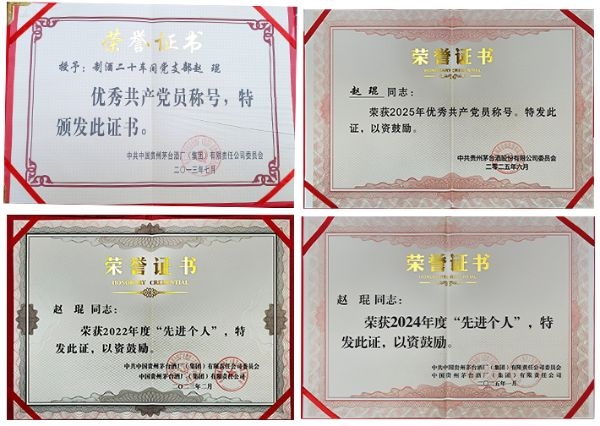 荣誉证书
授予：制酒二十车间党支部赵 琨
优秀共产党员称号，特
颁发此证书。
中共中国贵州茅台酒厂（集团）有限责任公司委员会
二〇一三年七月
荣誉证书
HONORARY CREDENTIAL
赵 琨 同志：
荣获2025年优秀共产党员称号。特发此
证，以资鼓励。
中共贵州茅台酒股份有限公司委员会
二零二五年六月
荣誉证书
HONORARY CREDENTIAL
赵 琨 同志：
荣获2022年度“先进个人”，特
发此证，以资鼓励。
中共中国贵州茅台酒厂（集团）有限责任公司委员会
中国贵州茅台酒厂（集团）有限责任公司
二〇二三年二月
荣誉证书
HONORARY CREDENTIAL
赵 琨 同志：
荣获2024年度“先进个人”，特
发此证，以资鼓励。
中共中国贵州茅台酒厂（集团）有限责任公司委员会
中国贵州茅台酒厂（集团）有限责任公司
二〇二五年一月